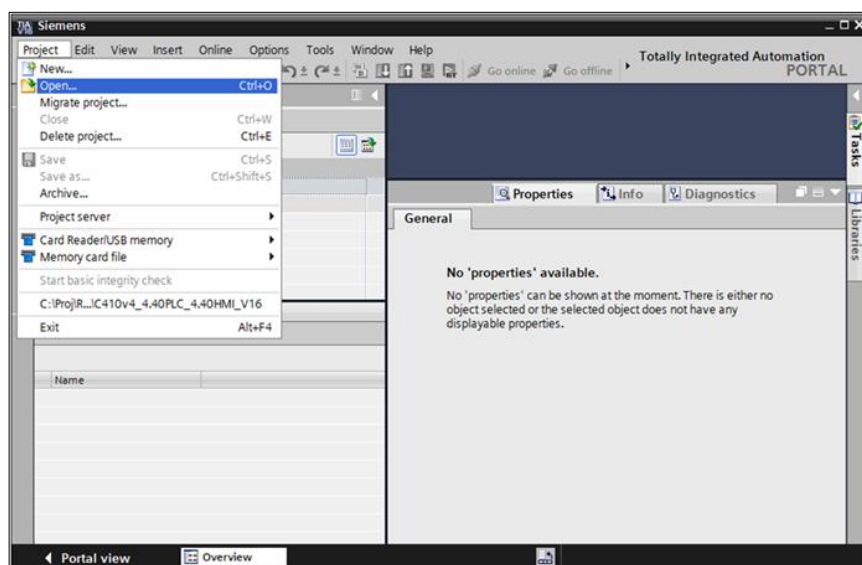 Siemens
Project Edit View Insert Online Options Tools Window Help
Totally Integrated Automation
PORTAL
Go online Go offline
New...
Open... Ctrl+O
Migrate project...
Close Ctrl+W
Delete project... Ctrl+E
Save Ctrl+S
Save as... Ctrl+Shift+S
Archive...
Project server
Card Reader/USB memory
Memory card file
Start basic integrity check
C:\Proj\R...\C410v4_4.40PLC_4.40HMI_V16
Exit Alt+F4
Name
Properties Info Diagnostics
General
No 'properties' available.
No 'properties' can be shown at the moment. There is either no
object selected or the selected object does not have any
displayable properties.
Tasks
Libraries
Portal view Overview